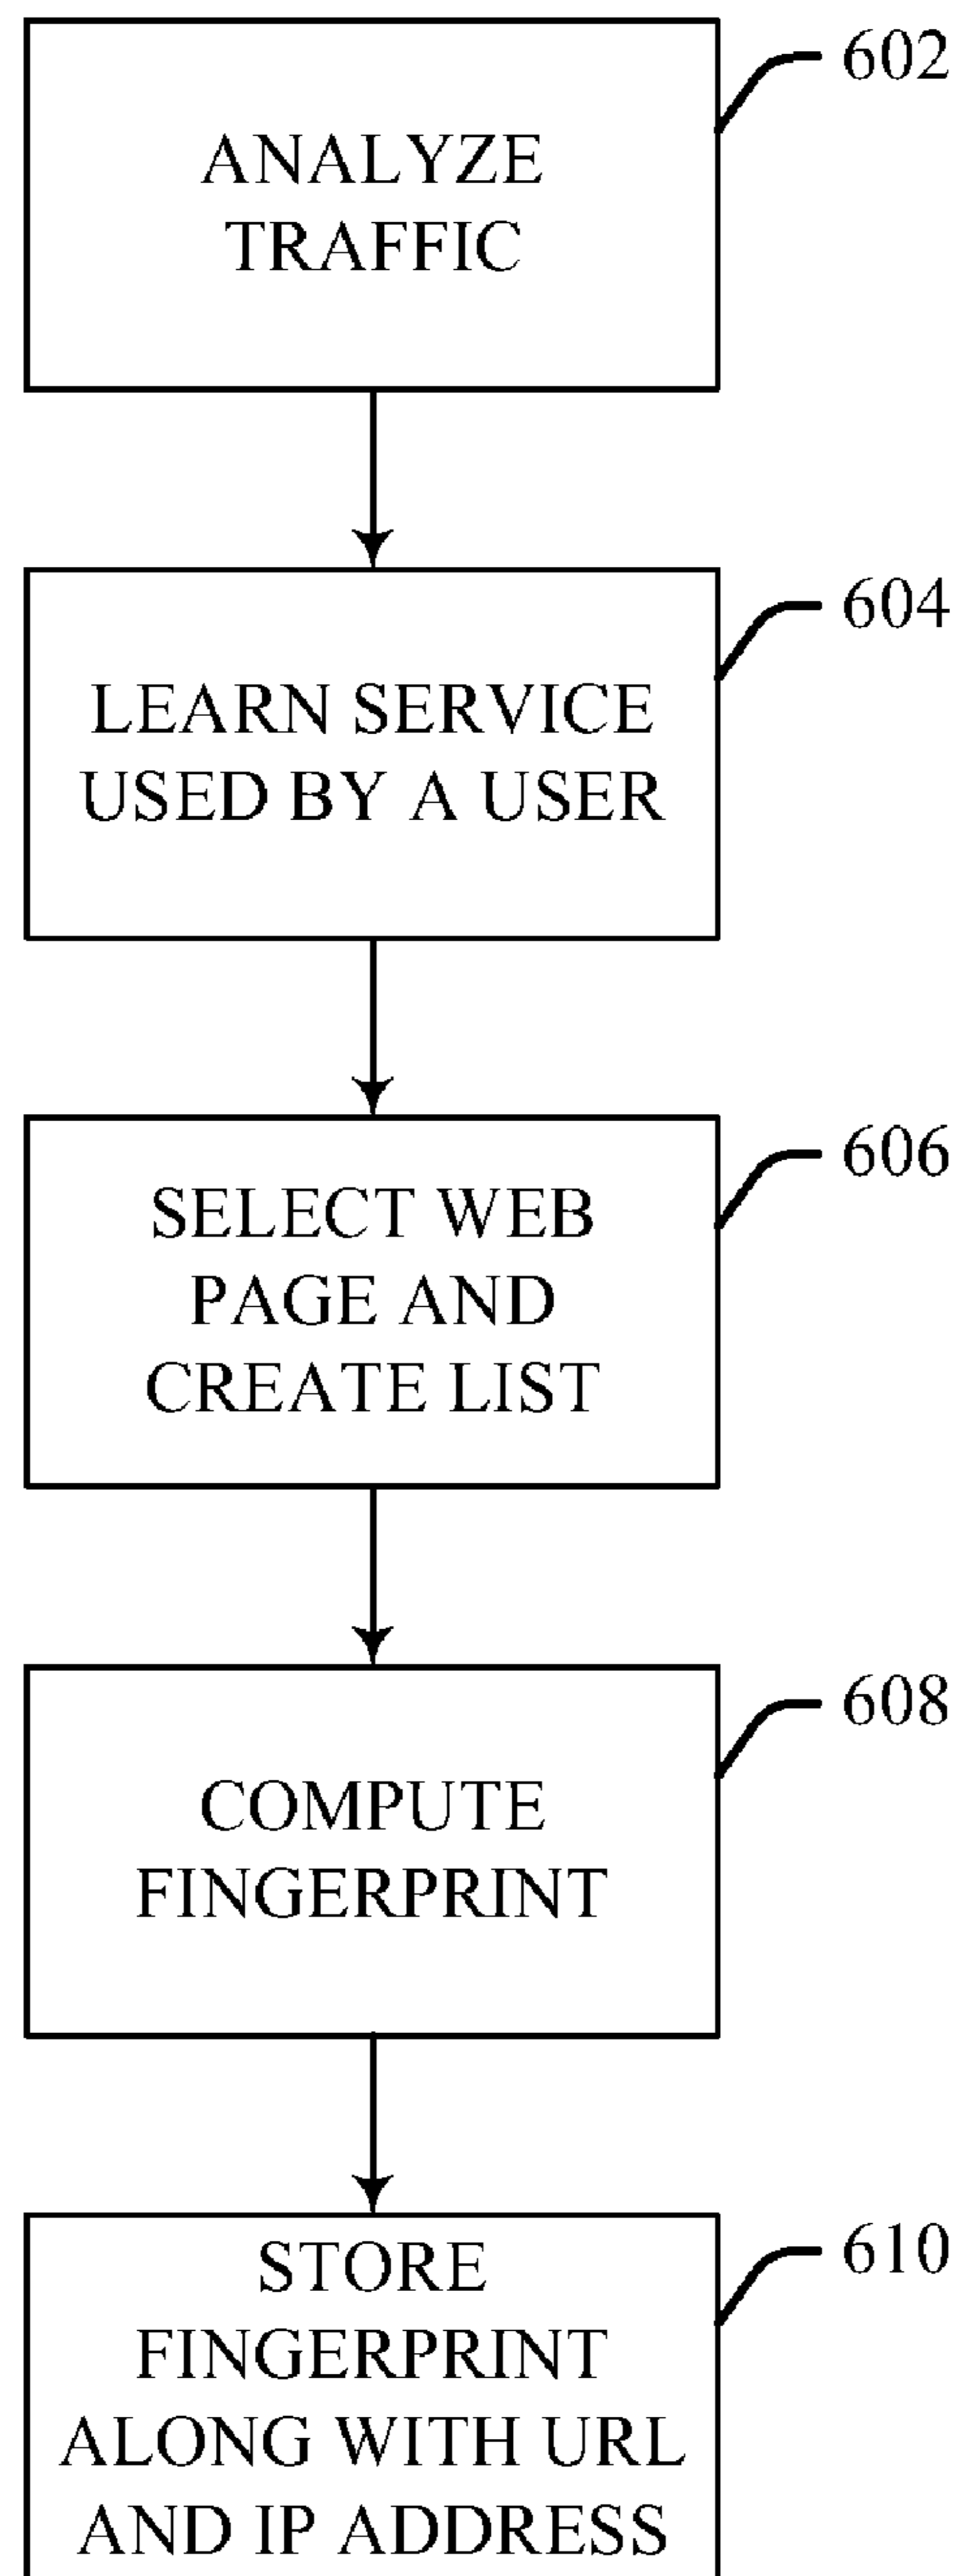 602
ANALYZE
TRAFFIC
604
LEARN SERVICE
USED BY A USER
606
SELECT WEB
PAGE AND
CREATE LIST
608
COMPUTE
FINGERPRINT
610
STORE
FINGERPRINT
ALONG WITH URL
AND IP ADDRESS